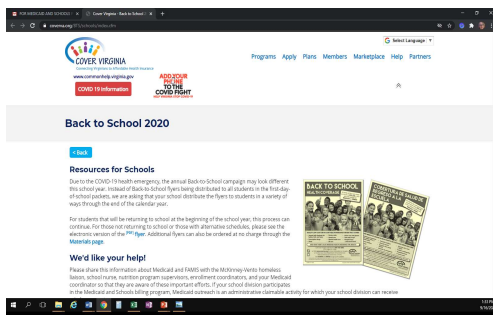 FOR MEDICAID AND SCHOOLS -
Cover Virginia - Back to School
coverva.org
Select Language
COVER VIRGINIA
Connecting Virginians to Affordable Health Insurance
Programs Apply Plans Members Marketplace Help Partners
www.commonhelp.virginia.gov
COVID 19 Information
ADD YOUR
PHONE
TO THE
COVID FIGHT
Back to School 2020
< Back
Resources for Schools
Due to the COVID-19 health emergency, the annual Back-to-School campaign may look different
this school year. Instead of Back-to-School flyers being distributed to all students in the first-day-
of-school packets, we are asking that your school distribute the flyers to students in a variety of
ways through the end of the calendar year.
For students that will be returning to school at the beginning of the school year, this process can
continue. For those not returning to school or those with alternative schedules, please see the
electronic version of the [PDF] flyer. Additional flyers can also be ordered at no charge through the
Materials page.
BACK TO SCHOOL
HEALTH COVERAGE
COBERTURA DE SALUD DE
REGRESO A LA
ESCUELA
We'd like your help!
Please share this information about Medicaid and FAMIS with the McKinney-Vento homeless
liaison, school nurse, nutrition program supervisors, enrollment coordinators, and your Medicaid
coordinator so that they are aware of these important efforts. If your school division participates
in the Medicaid and Schools billing program, Medicaid outreach is an administrative claimable activity for which your school division can receive